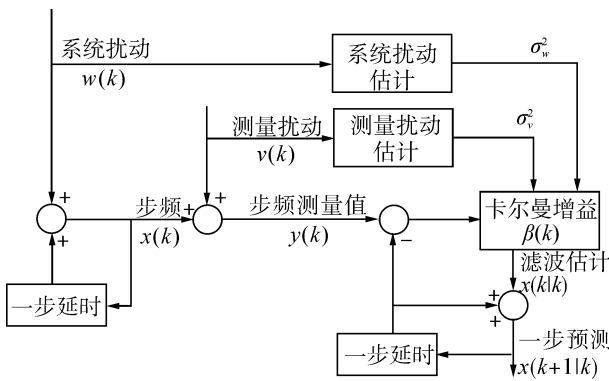 系统扰动
w(k)
系统扰动
估计
σ_w^2
测量扰动
v(k)
测量扰动
估计
σ_v^2
+
+
步频
x(k)
+
+
步频测量值
y(k)
−
卡尔曼增益
β(k)
滤波估计
x(k|k)
一步延时
+
+
一步延时
一步预测
x(k+1|k)